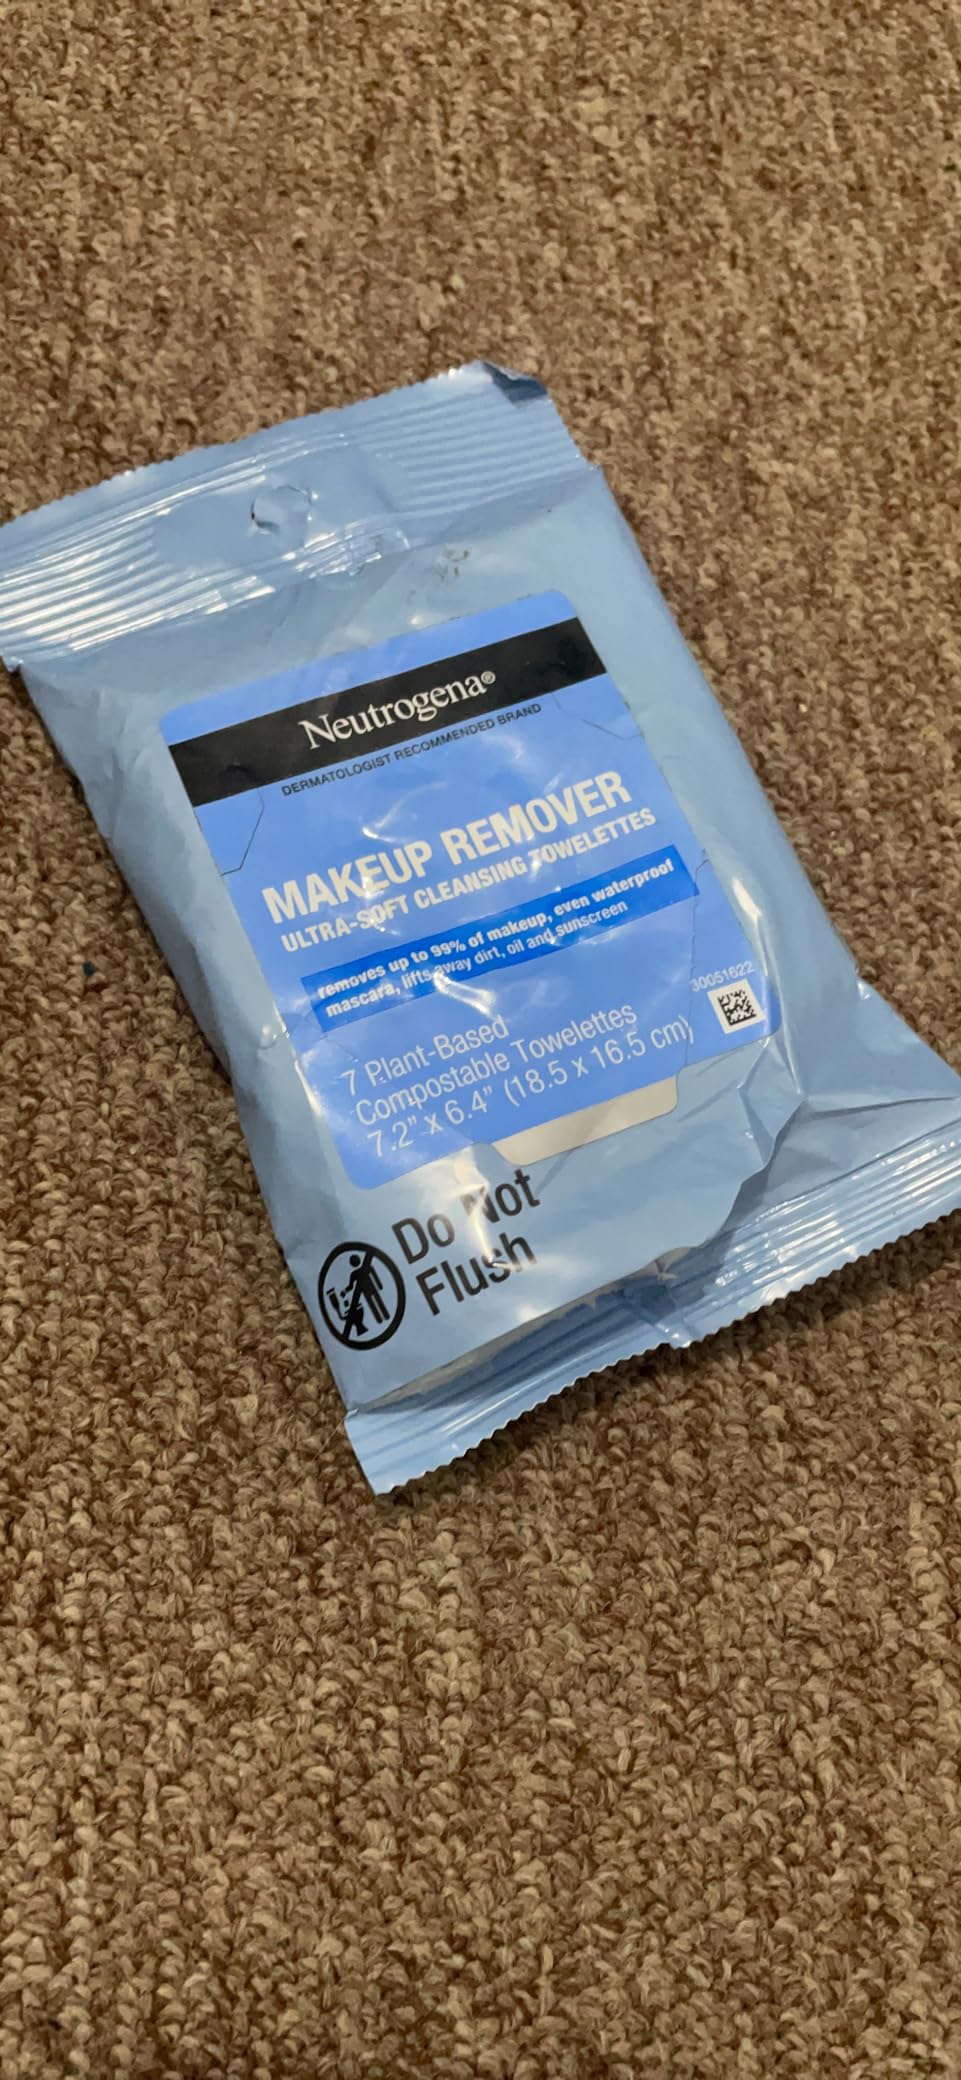 Neutrogena®
DERMATOLOGIST RECOMMENDED BRAND
MAKEUP REMOVER
ULTRA-SOFT CLEANSING TOWELETTES
removes up to 99% of makeup, even waterproof
mascara, lifts away dirt, oil and sunscreen
30051622
7 Plant-Based
Compostable Towelettes
7.2" x 6.4" (18.5 x 16.5 cm)
Do Not
Flush